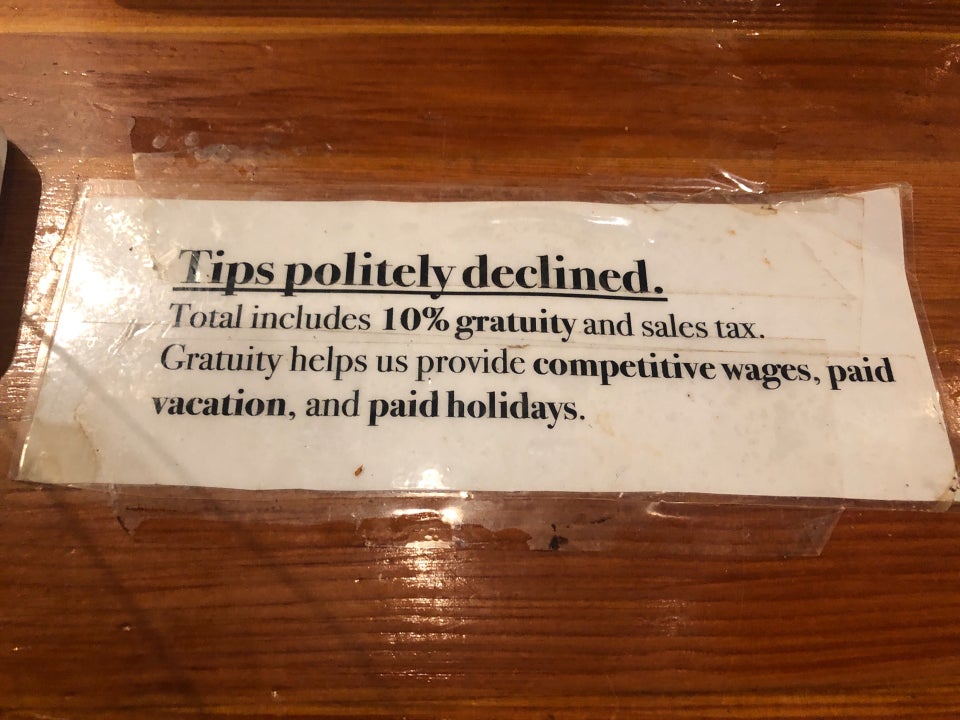 Tips politely declined.
Total includes 10% gratuity and sales tax.
Gratuity helps us provide competitive wages, paid
vacation, and paid holidays.